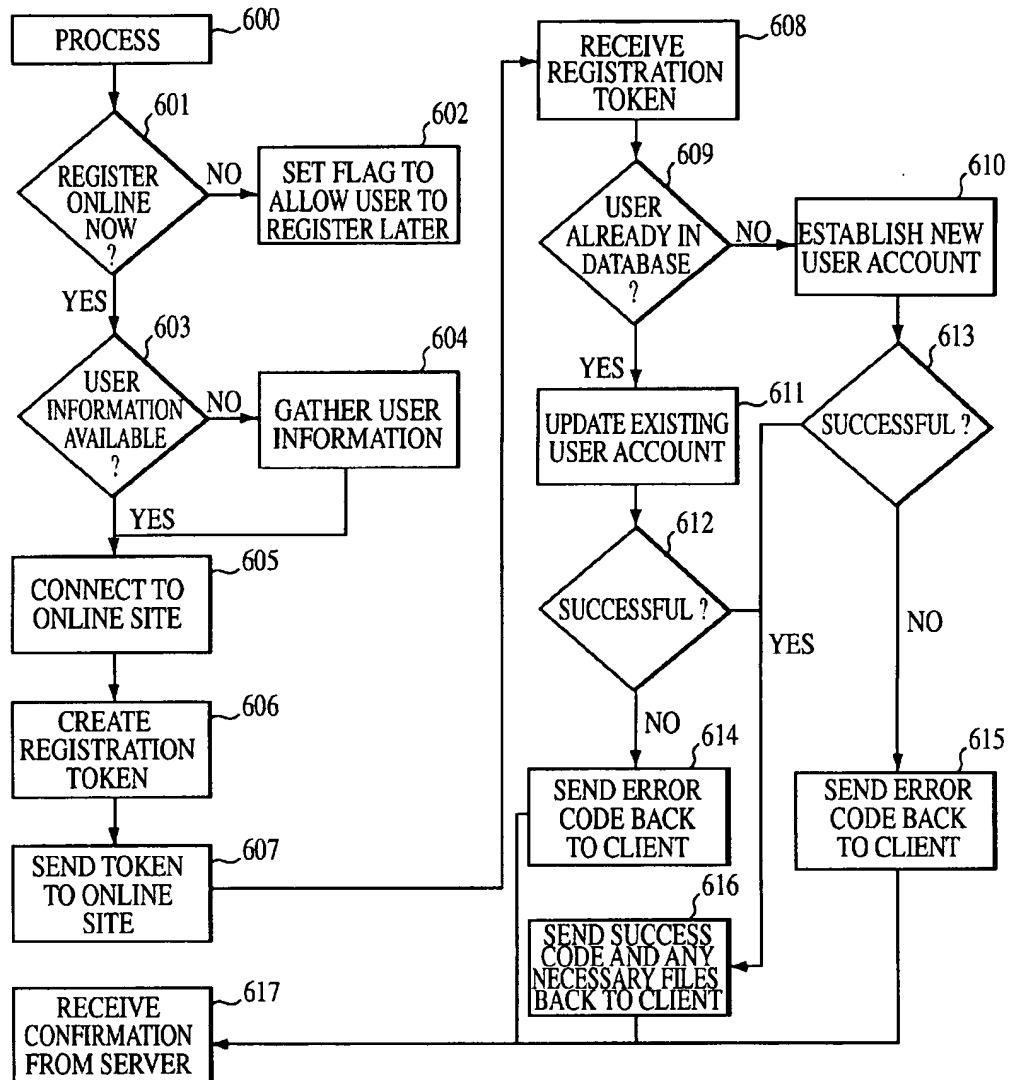 600
PROCESS
601
REGISTER
ONLINE
NOW
?
NO
602
SET FLAG TO
ALLOW USER TO
REGISTER LATER
YES
603
USER
INFORMATION
AVAILABLE
?
NO
604
GATHER USER
INFORMATION
YES
605
CONNECT TO
ONLINE SITE
606
CREATE
REGISTRATION
TOKEN
607
SEND TOKEN
TO ONLINE
SITE
608
RECEIVE
REGISTRATION
TOKEN
609
USER
ALREADY IN
DATABASE
?
NO
610
ESTABLISH NEW
USER ACCOUNT
YES
611
UPDATE EXISTING
USER ACCOUNT
613
SUCCESSFUL ?
612
SUCCESSFUL ?
YES
NO
NO
614
SEND ERROR
CODE BACK
TO CLIENT
615
SEND ERROR
CODE BACK
TO CLIENT
616
SEND SUCCESS
CODE AND ANY
NECESSARY FILES
BACK TO CLIENT
617
RECEIVE
CONFIRMATION
FROM SERVER